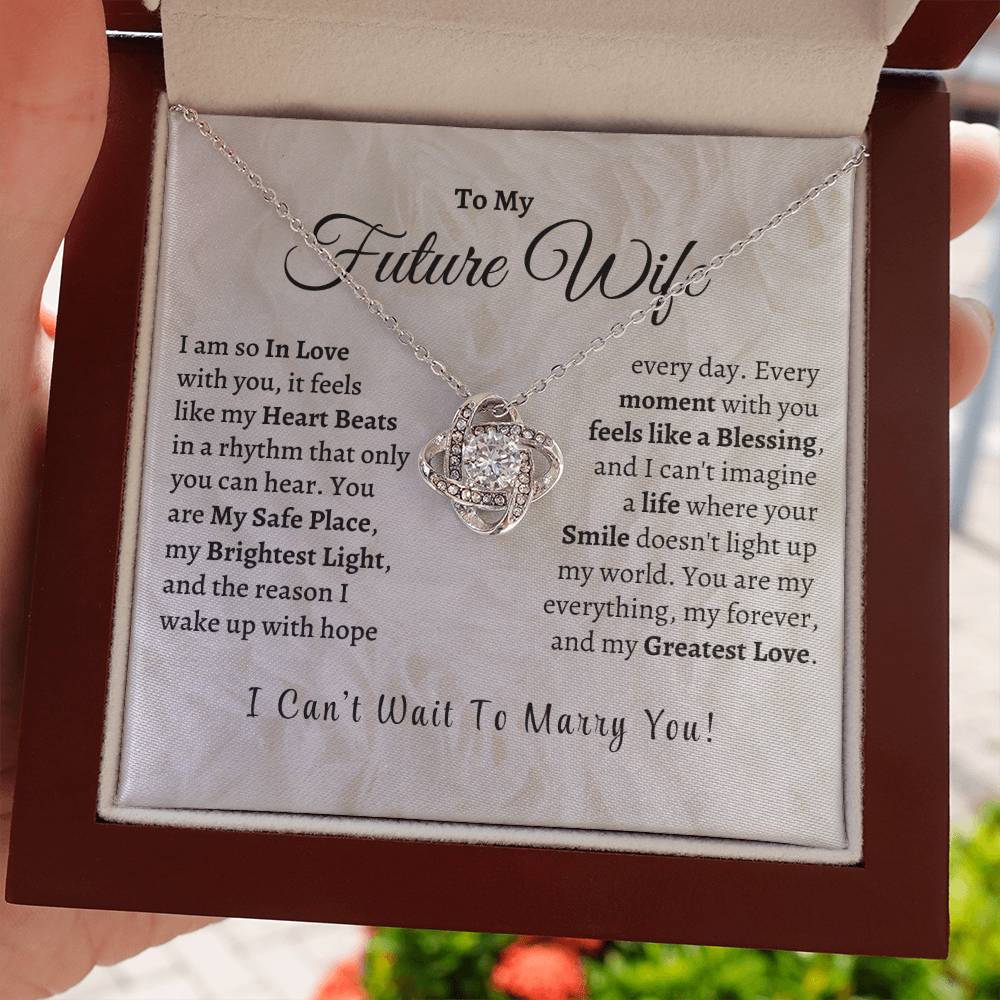 To My
Future Wife
I am so In Love
with you, it feels
like my Heart Beats
in a rhythm that only
you can hear. You
are My Safe Place,
my Brightest Light,
and the reason I
wake up with hope
every day. Every
moment with you
feels like a Blessing,
and I can't imagine
a life where your
Smile doesn't light up
my world. You are my
everything, my forever,
and my Greatest Love.
I Can't Wait To Marry You!